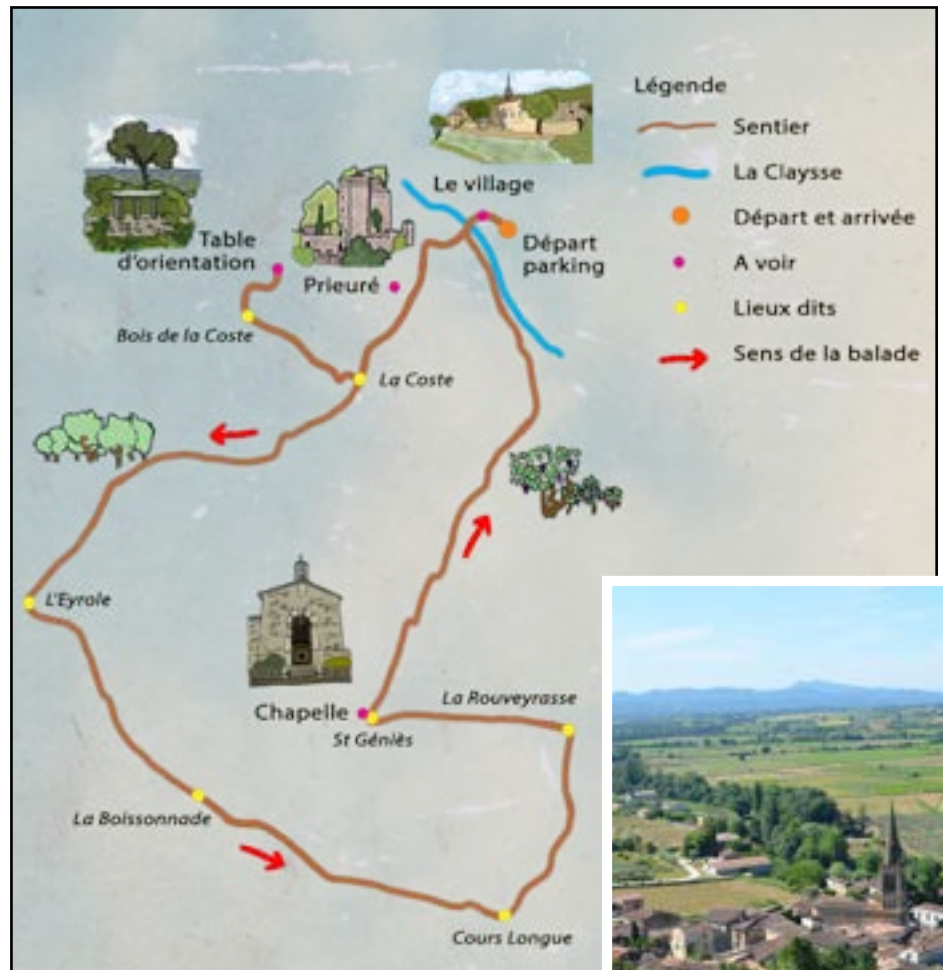 Légende
Sentier
La Claysse
Départ et arrivée
A voir
Lieux dits
Sens de la balade
Le village
Départ
parking
Table
d'orientation
Prieuré
Bois de la Coste
La Coste
L'Eyrole
Chapelle
St Géniès
La Rouveyrasse
La Boissonnade
Cours Longue